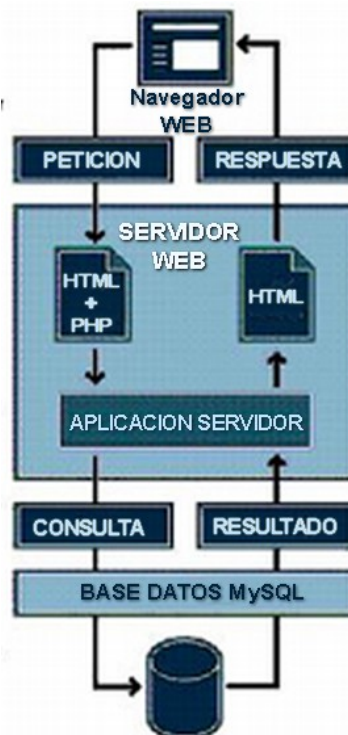 Navegador
WEB
PETICION
RESPUESTA
SERVIDOR
WEB
HTML
+
PHP
HTML
APLICACION SERVIDOR
CONSULTA
RESULTADO
BASE DATOS MySQL